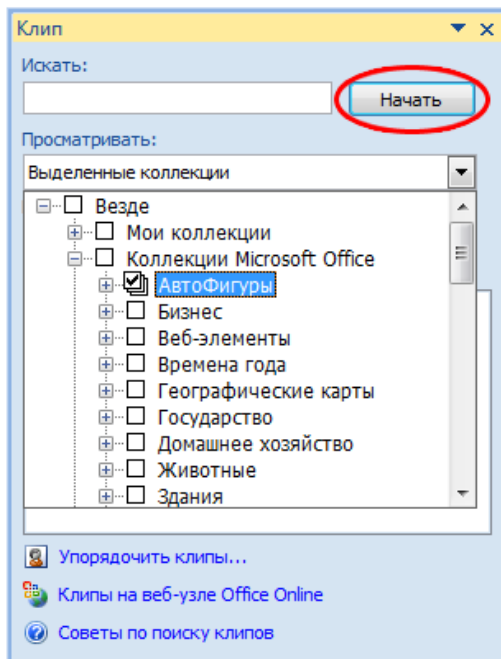 Клип
Искать:
Начать
Просматривать:
Выделенные коллекции
Везде
Мои коллекции
Коллекции Microsoft Office
АвтоФигуры
Бизнес
Веб-элементы
Времена года
Географические карты
Государство
Домашнее хозяйство
Животные
Здания
Упорядочить клипы...
Клипы на веб-узле Office Online
Советы по поиску клипов